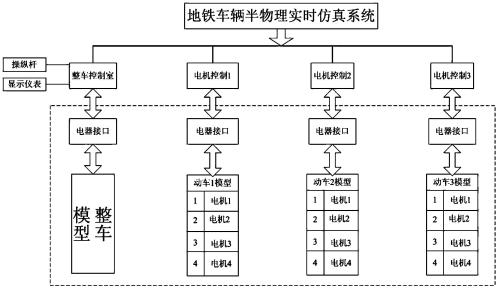 地铁车辆半物理实时仿真系统
操纵杆
显示仪表
整车控制室
电机控制1
电机控制2
电机控制3
电器接口
电器接口
电器接口
电器接口
整车
模型
动车1模型
1 电机1
2 电机2
3 电机3
4 电机4
动车2模型
1 电机1
2 电机2
3 电机3
4 电机4
动车3模型
1 电机1
2 电机2
3 电机3
4 电机4